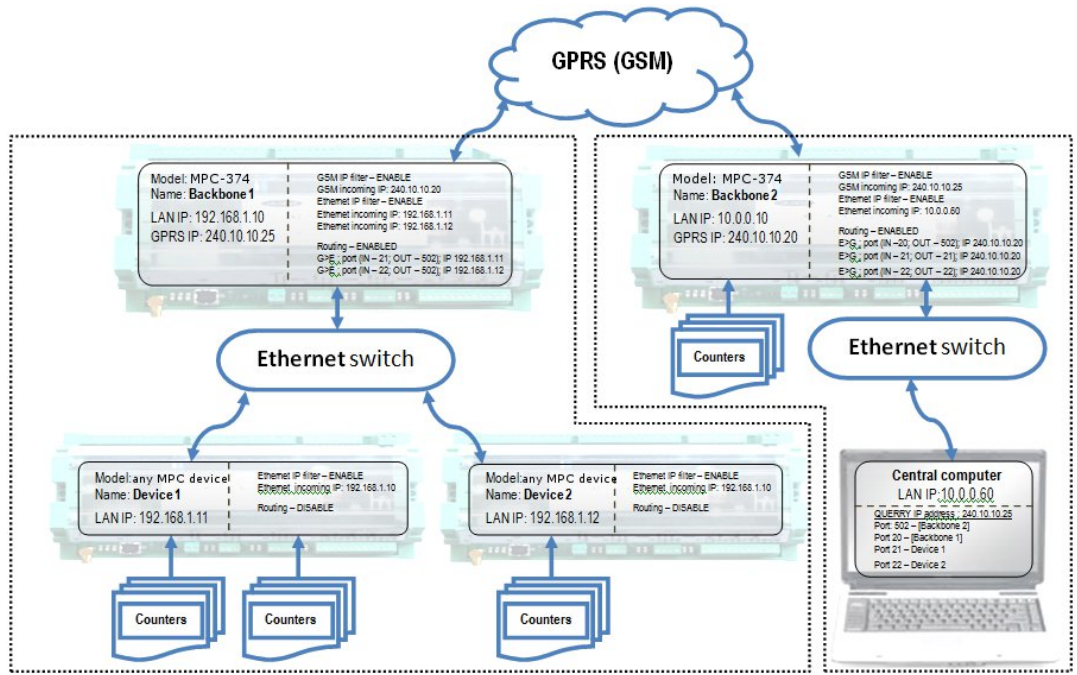 GPRS (GSM)
Model: MPC-374
Name: Backbone1
LAN IP: 192.168.1.10
GPRS IP: 240.10.10.25
GSM IP filter – ENABLE
GSM incoming IP: 240.10.10.20
Ethernet IP filter – ENABLE
Ethernet incoming IP: 192.168.1.11
Ethernet incoming IP: 192.168.1.12
Routing – ENABLED
G>E ; port (IN – 21; OUT – 502); IP 192.168.1.11
G>E ; port (IN – 22; OUT – 502); IP 192.168.1.12
Model: MPC-374
Name: Backbone2
LAN IP: 10.0.0.10
GPRS IP: 240.10.10.20
GSM IP filter – ENABLE
GSM incoming IP: 240.10.10.25
Ethernet IP filter – ENABLE
Ethernet incoming IP: 10.0.0.60
Routing – ENABLED
E>G ; port (IN –20; OUT – 502); IP 240.10.10.20
E>G ; port (IN – 21; OUT – 21); IP 240.10.10.20
E>G ; port (IN – 22; OUT – 22); IP 240.10.10.20
Ethernet switch
Counters
Ethernet switch
Model:any MPC device
Name: Device1
LAN IP: 192.168.1.11
Ethernet IP filter – ENABLE
Ethernet incoming IP: 192.168.1.10
Routing – DISABLE
Model:any MPC device
Name: Device2
LAN IP: 192.168.1.12
Ethernet IP filter – ENABLE
Ethernet incoming IP: 192.168.1.10
Routing – DISABLE
Central computer
LAN IP:10.0.0.60
QUERRY IP address : 240.10.10.25
Port: 502 – [Backbone 2]
Port 20 – [Backbone 1]
Port 21 – Device 1
Port 22 – Device 2
Counters
Counters
Counters